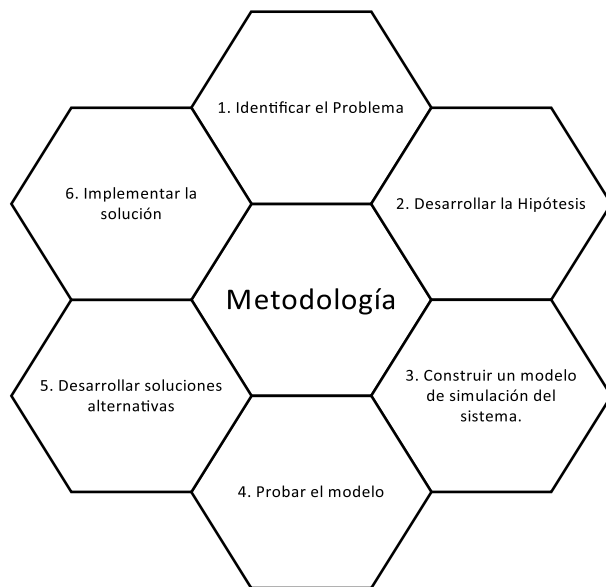 1. Identificar el Problema
2. Desarrollar la Hipótesis
3. Construir un modelo
de simulación del
sistema.
4. Probar el modelo
5. Desarrollar soluciones
alternativas
6. Implementar la
solución
Metodología